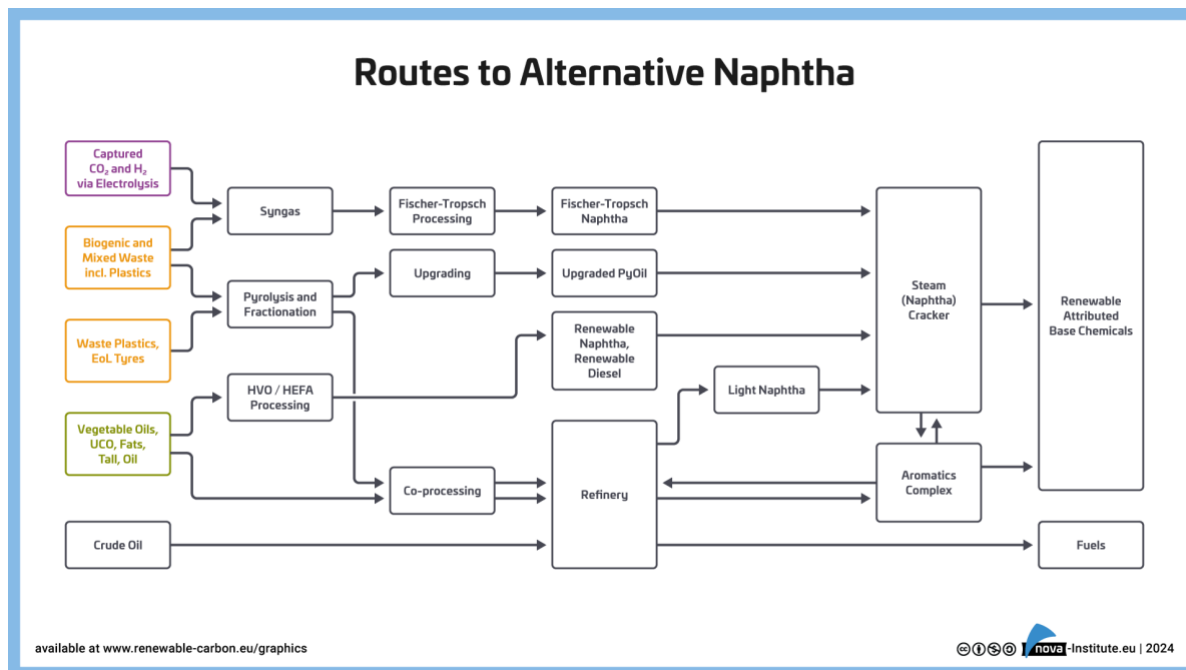 Routes to Alternative Naphtha
Captured
CO₂ and H₂
via Electrolysis
Biogenic and
Mixed Waste
incl. Plastics
Waste Plastics,
EoL Tyres
Vegetable Oils,
UCO, Fats,
Tall, Oil
Crude Oil
Syngas
Pyrolysis and
Fractionation
HVO / HEFA
Processing
Fischer-Tropsch
Processing
Upgrading
Co-processing
Fischer-Tropsch
Naphtha
Upgraded PyOil
Renewable
Naphtha,
Renewable
Diesel
Refinery
Light Naphtha
Steam
(Naphtha)
Cracker
Aromatics
Complex
Renewable
Attributed
Base Chemicals
Fuels
available at www.renewable-carbon.eu/graphics
nova-Institute.eu | 2024